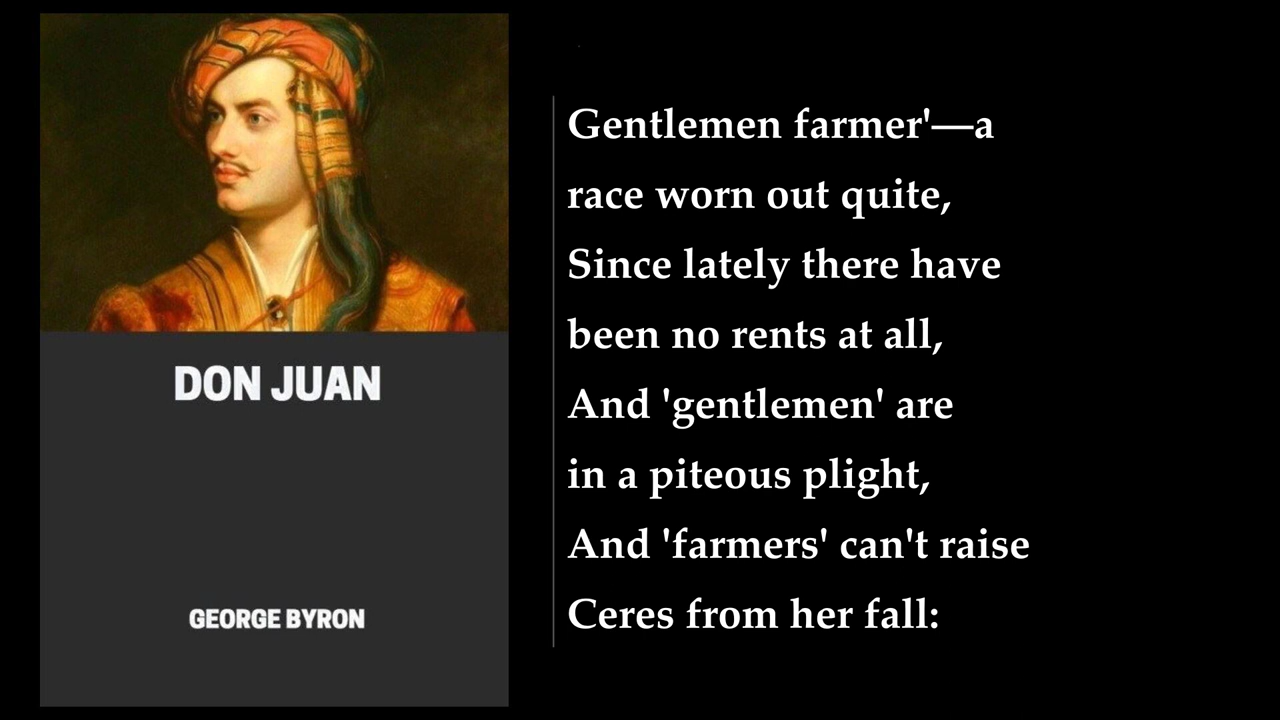 DON JUAN
GEORGE BYRON
Gentlemen farmer'—a
race worn out quite,
Since lately there have
been no rents at all,
And 'gentlemen' are
in a piteous plight,
And 'farmers' can't raise
Ceres from her fall: